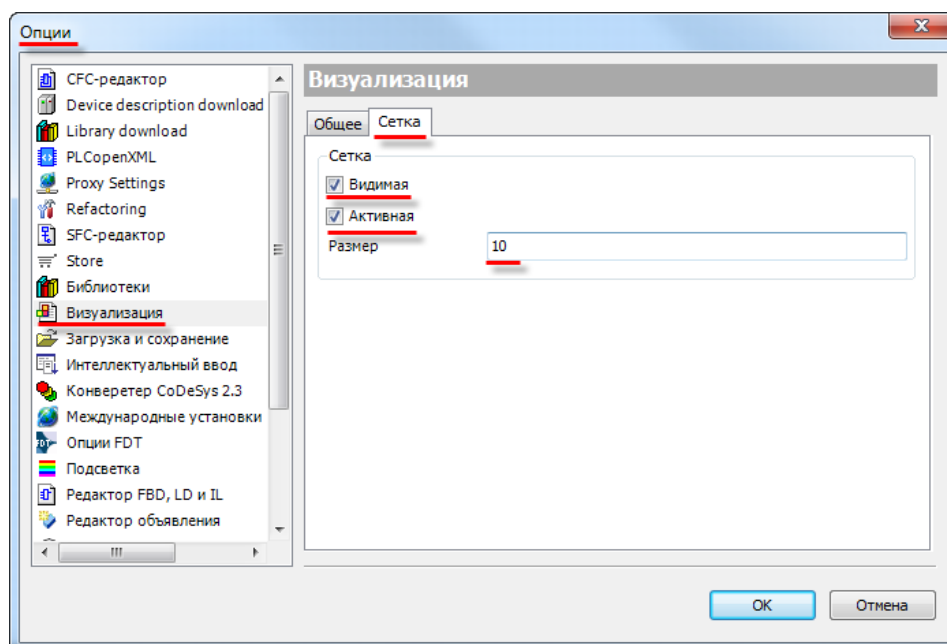 Опции
CFC-редактор
Device description download
Library download
PLCopenXML
Proxy Settings
Refactoring
SFC-редактор
Store
Библиотеки
Визуализация
Загрузка и сохранение
Интеллектуальный ввод
Конверетер CoDeSys 2.3
Международные установки
Опции FDT
Подсветка
Редактор FBD, LD и IL
Редактор объявления
Визуализация
Общее
Сетка
Сетка
Видимая
Активная
Размер 10
OK
Отмена